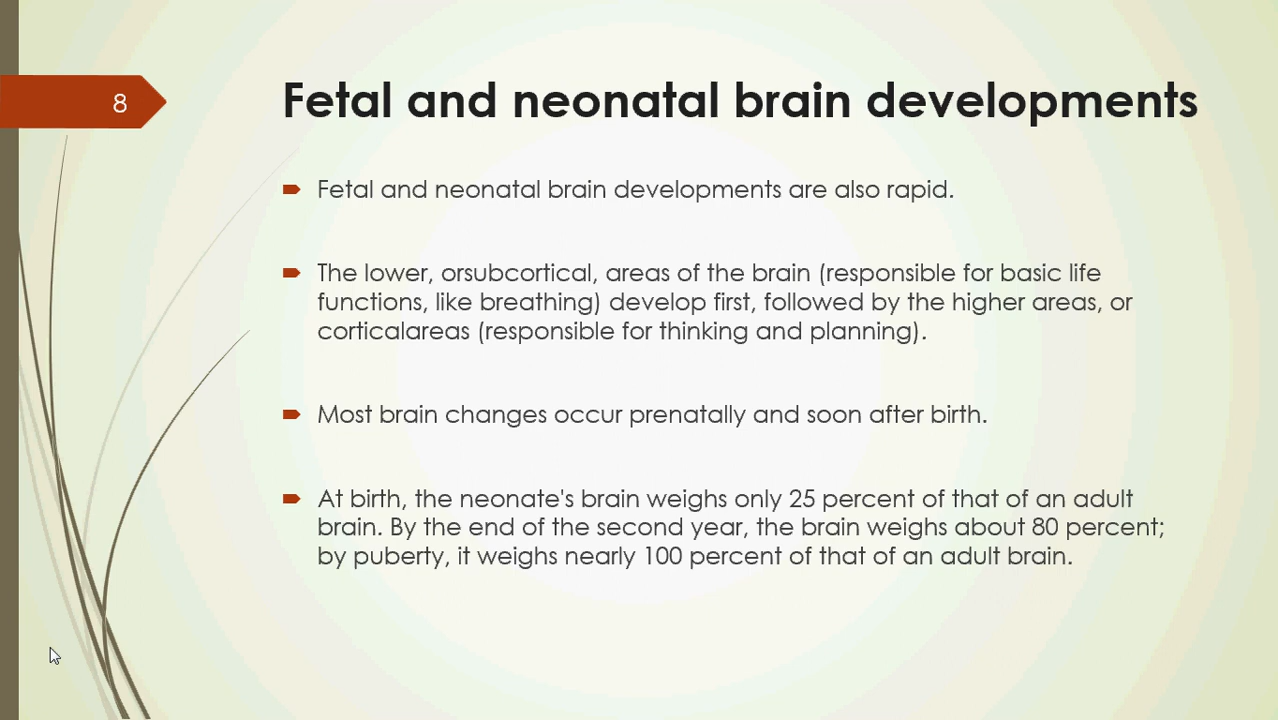 8
Fetal and neonatal brain developments
Fetal and neonatal brain developments are also rapid.
The lower, orsubcortical, areas of the brain (responsible for basic life
functions, like breathing) develop first, followed by the higher areas, or
corticalareas (responsible for thinking and planning).
Most brain changes occur prenatally and soon after birth.
At birth, the neonate's brain weighs only 25 percent of that of an adult
brain. By the end of the second year, the brain weighs about 80 percent;
by puberty, it weighs nearly 100 percent of that of an adult brain.